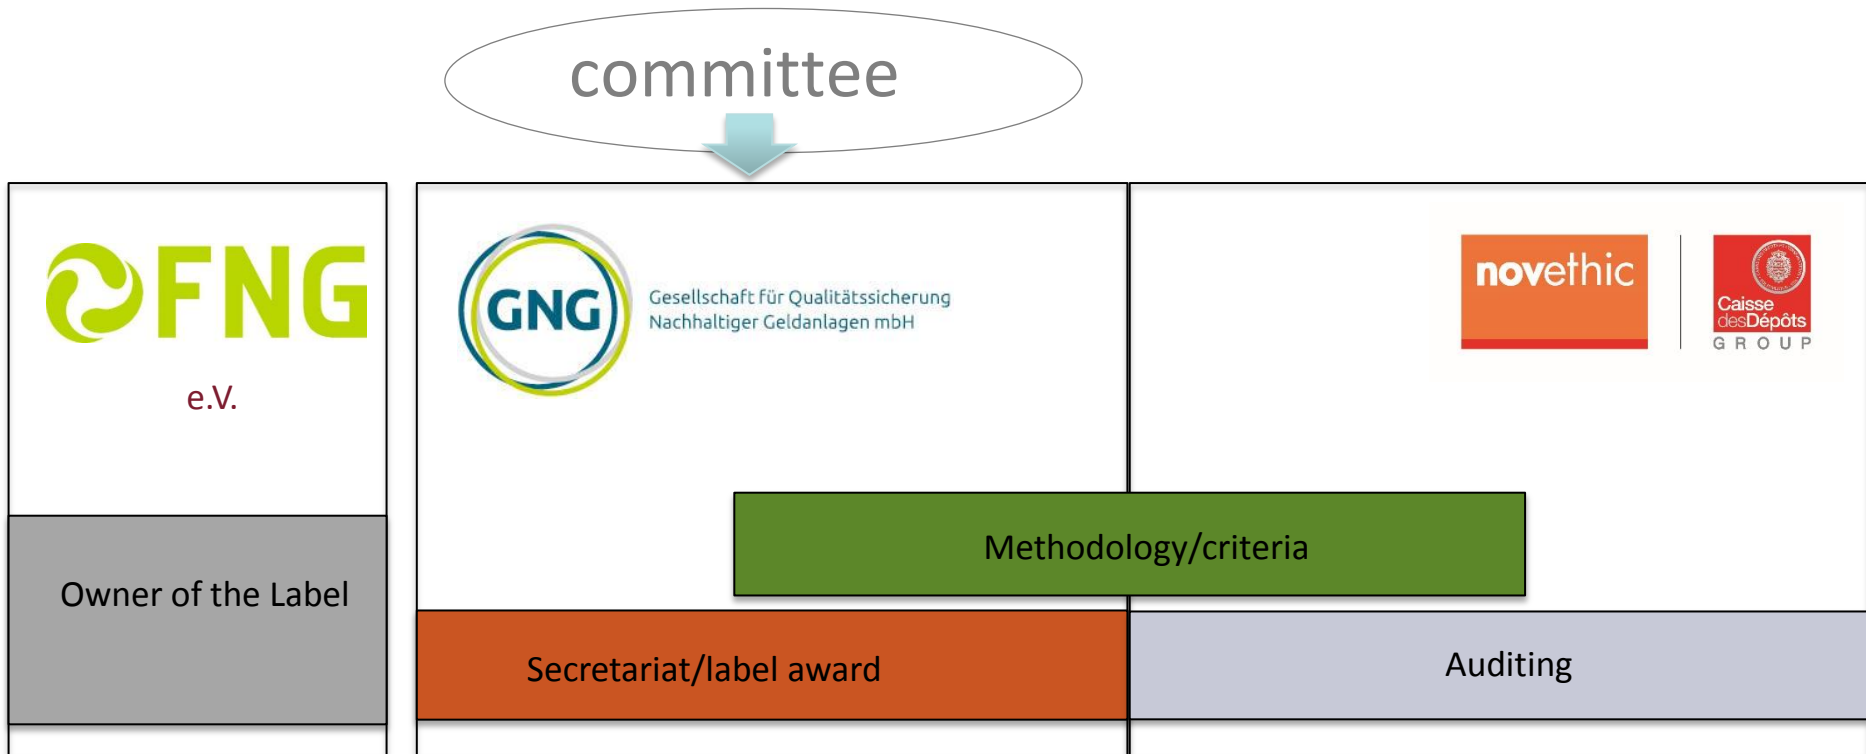 committee
FNG
e.V.
Owner of the Label
GNG
Gesellschaft für Qualitätssicherung
Nachhaltiger Geldanlagen mbH
novethic
Caisse
desDépôts
GROUP
Methodology/criteria
Secretariat/label award
Auditing